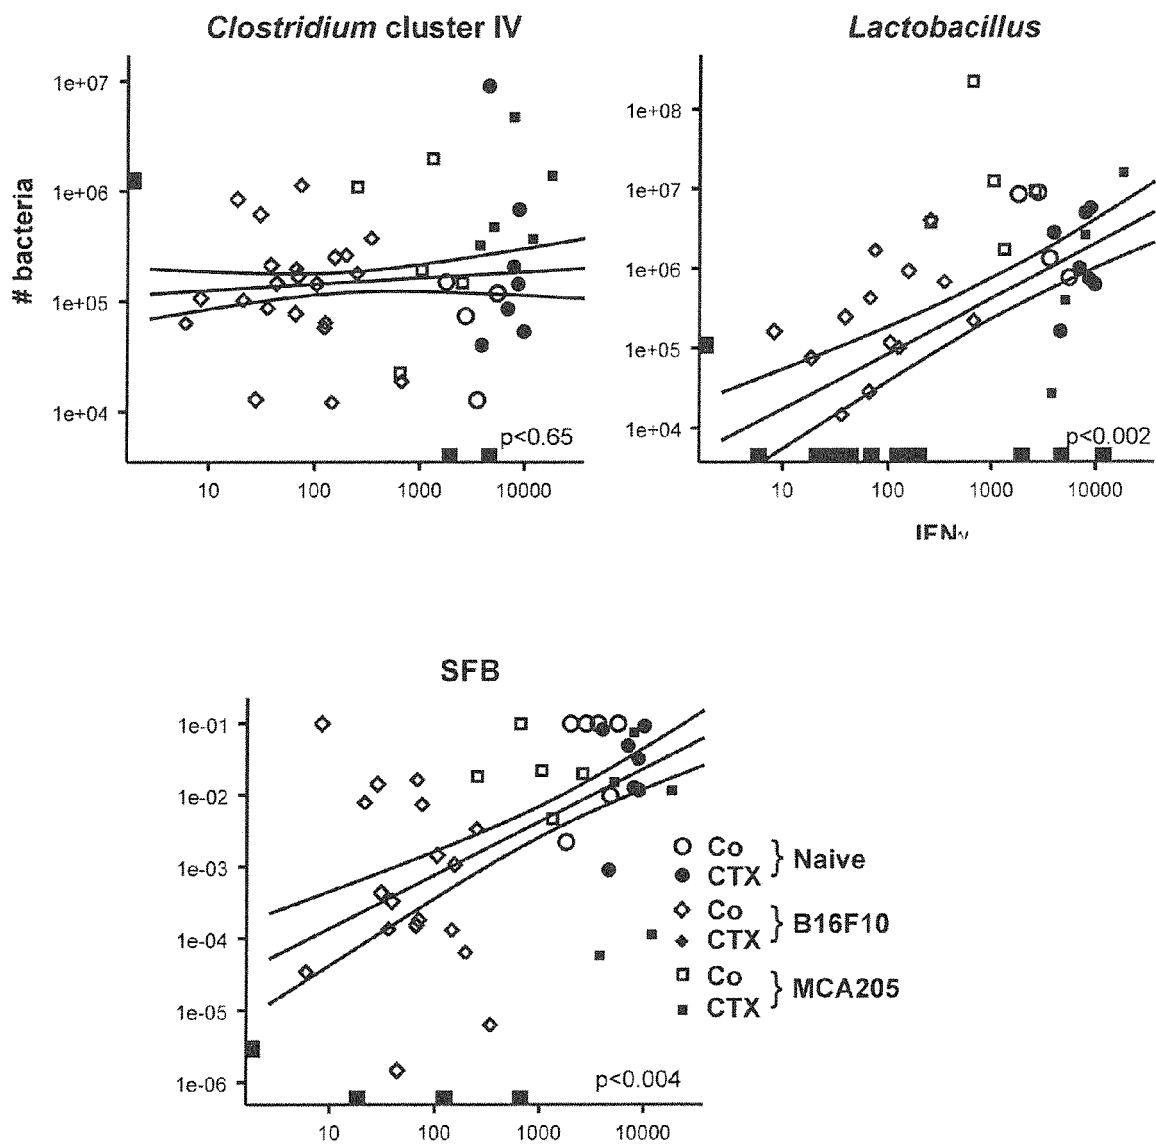 Clostridium cluster IV
Lactobacillus
# bacteria
1e+07
1e+06
1e+05
1e+04
p<0.65
10
100
1000
10000
1e+08
1e+07
1e+06
1e+05
1e+04
p<0.002
10
100
1000
10000
IFNγ
SFB
1e-01
1e-02
1e-03
1e-04
1e-05
1e-06
Co
CTX
Naive
Co
CTX
B16F10
Co
CTX
MCA205
p<0.004
10
100
1000
10000